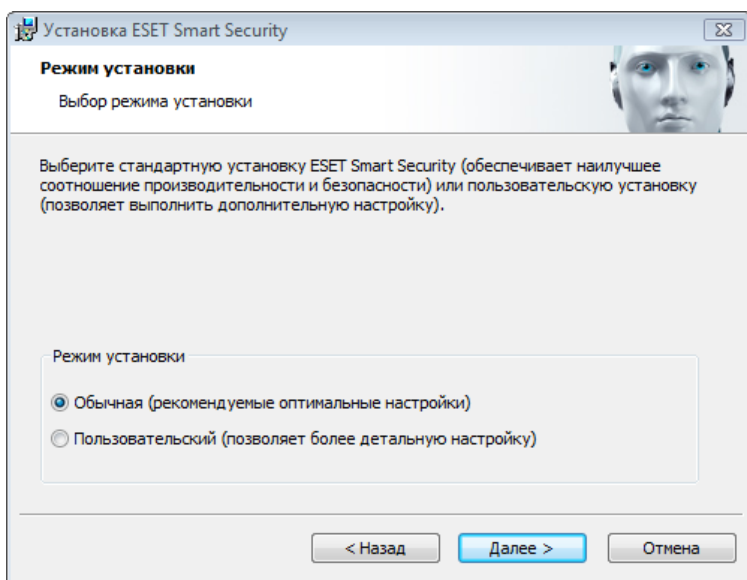 Установка ESET Smart Security
Режим установки
Выбор режима установки
Выберите стандартную установку ESET Smart Security (обеспечивает наилучшее
соотношение производительности и безопасности) или пользовательскую установку
(позволяет выполнить дополнительную настройку).
Режим установки
Обычная (рекомендуемые оптимальные настройки)
Пользовательский (позволяет более детальную настройку)
< Назад
Далее >
Отмена